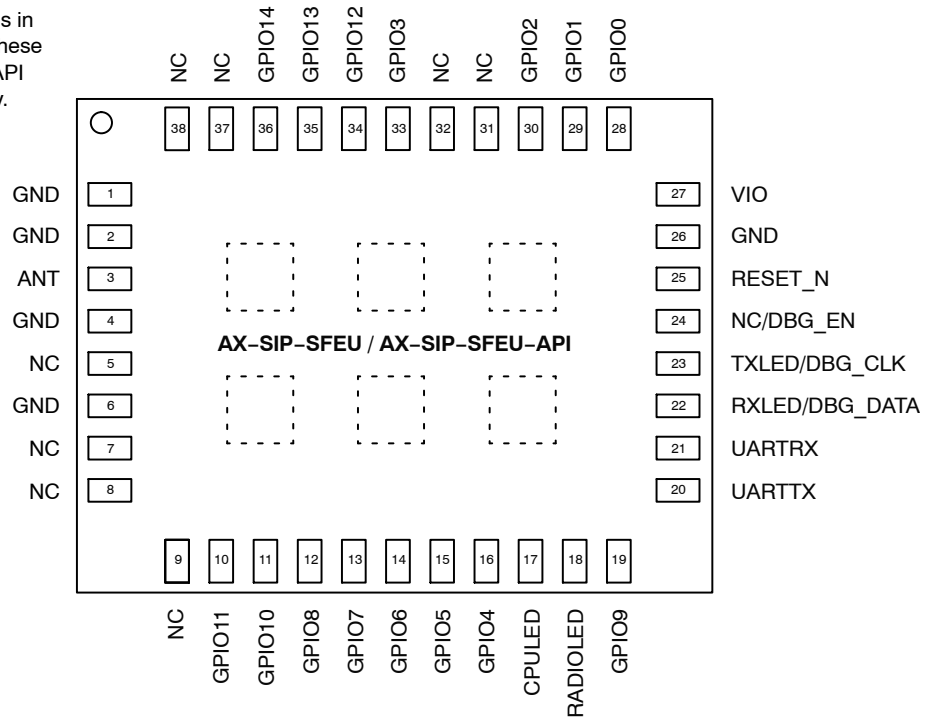 s in
hese
API
y.
NC
NC
GPIO14
GPIO13
GPIO12
GPIO3
NC
NC
GPIO2
GPIO1
GPIO0
38 37 36 35 34 33 32 31 30 29 28
GND 1
GND 2
ANT 3
GND 4
NC 5
GND 6
NC 7
NC 8
27 VIO
26 GND
25 RESET_N
24 NC/DBG_EN
23 TXLED/DBG_CLK
22 RXLED/DBG_DATA
21 UARTRX
20 UARTTX
AX–SIP–SFEU / AX–SIP–SFEU–API
9 10 11 12 13 14 15 16 17 18 19
NC
GPIO11
GPIO10
GPIO8
GPIO7
GPIO6
GPIO5
GPIO4
CPULED
RADIOLED
GPIO9